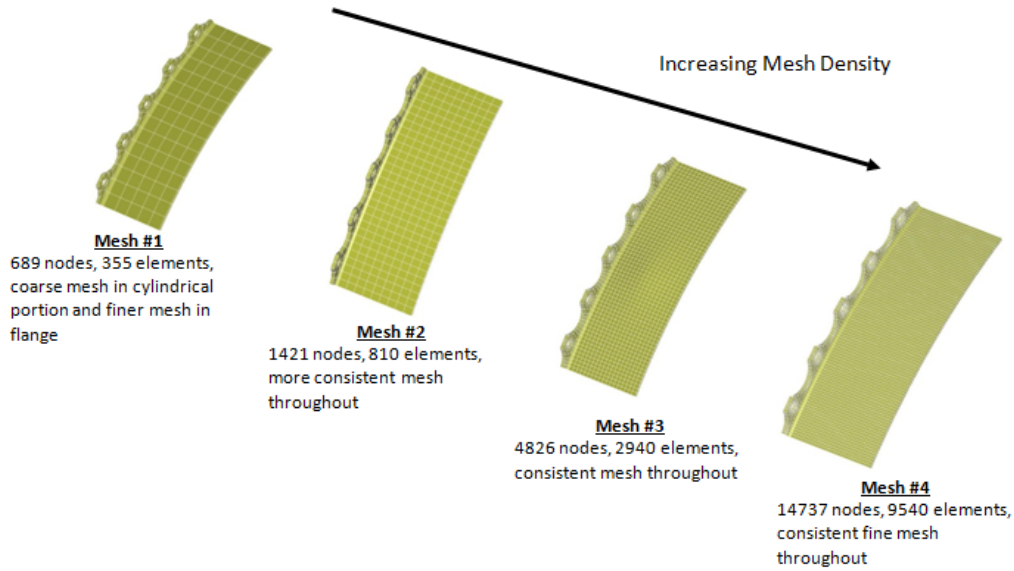 Increasing Mesh Density
Mesh #1
689 nodes, 355 elements,
coarse mesh in cylindrical
portion and finer mesh in
flange
Mesh #2
1421 nodes, 810 elements,
more consistent mesh
throughout
Mesh #3
4826 nodes, 2940 elements,
consistent mesh throughout
Mesh #4
14737 nodes, 9540 elements,
consistent fine mesh
throughout